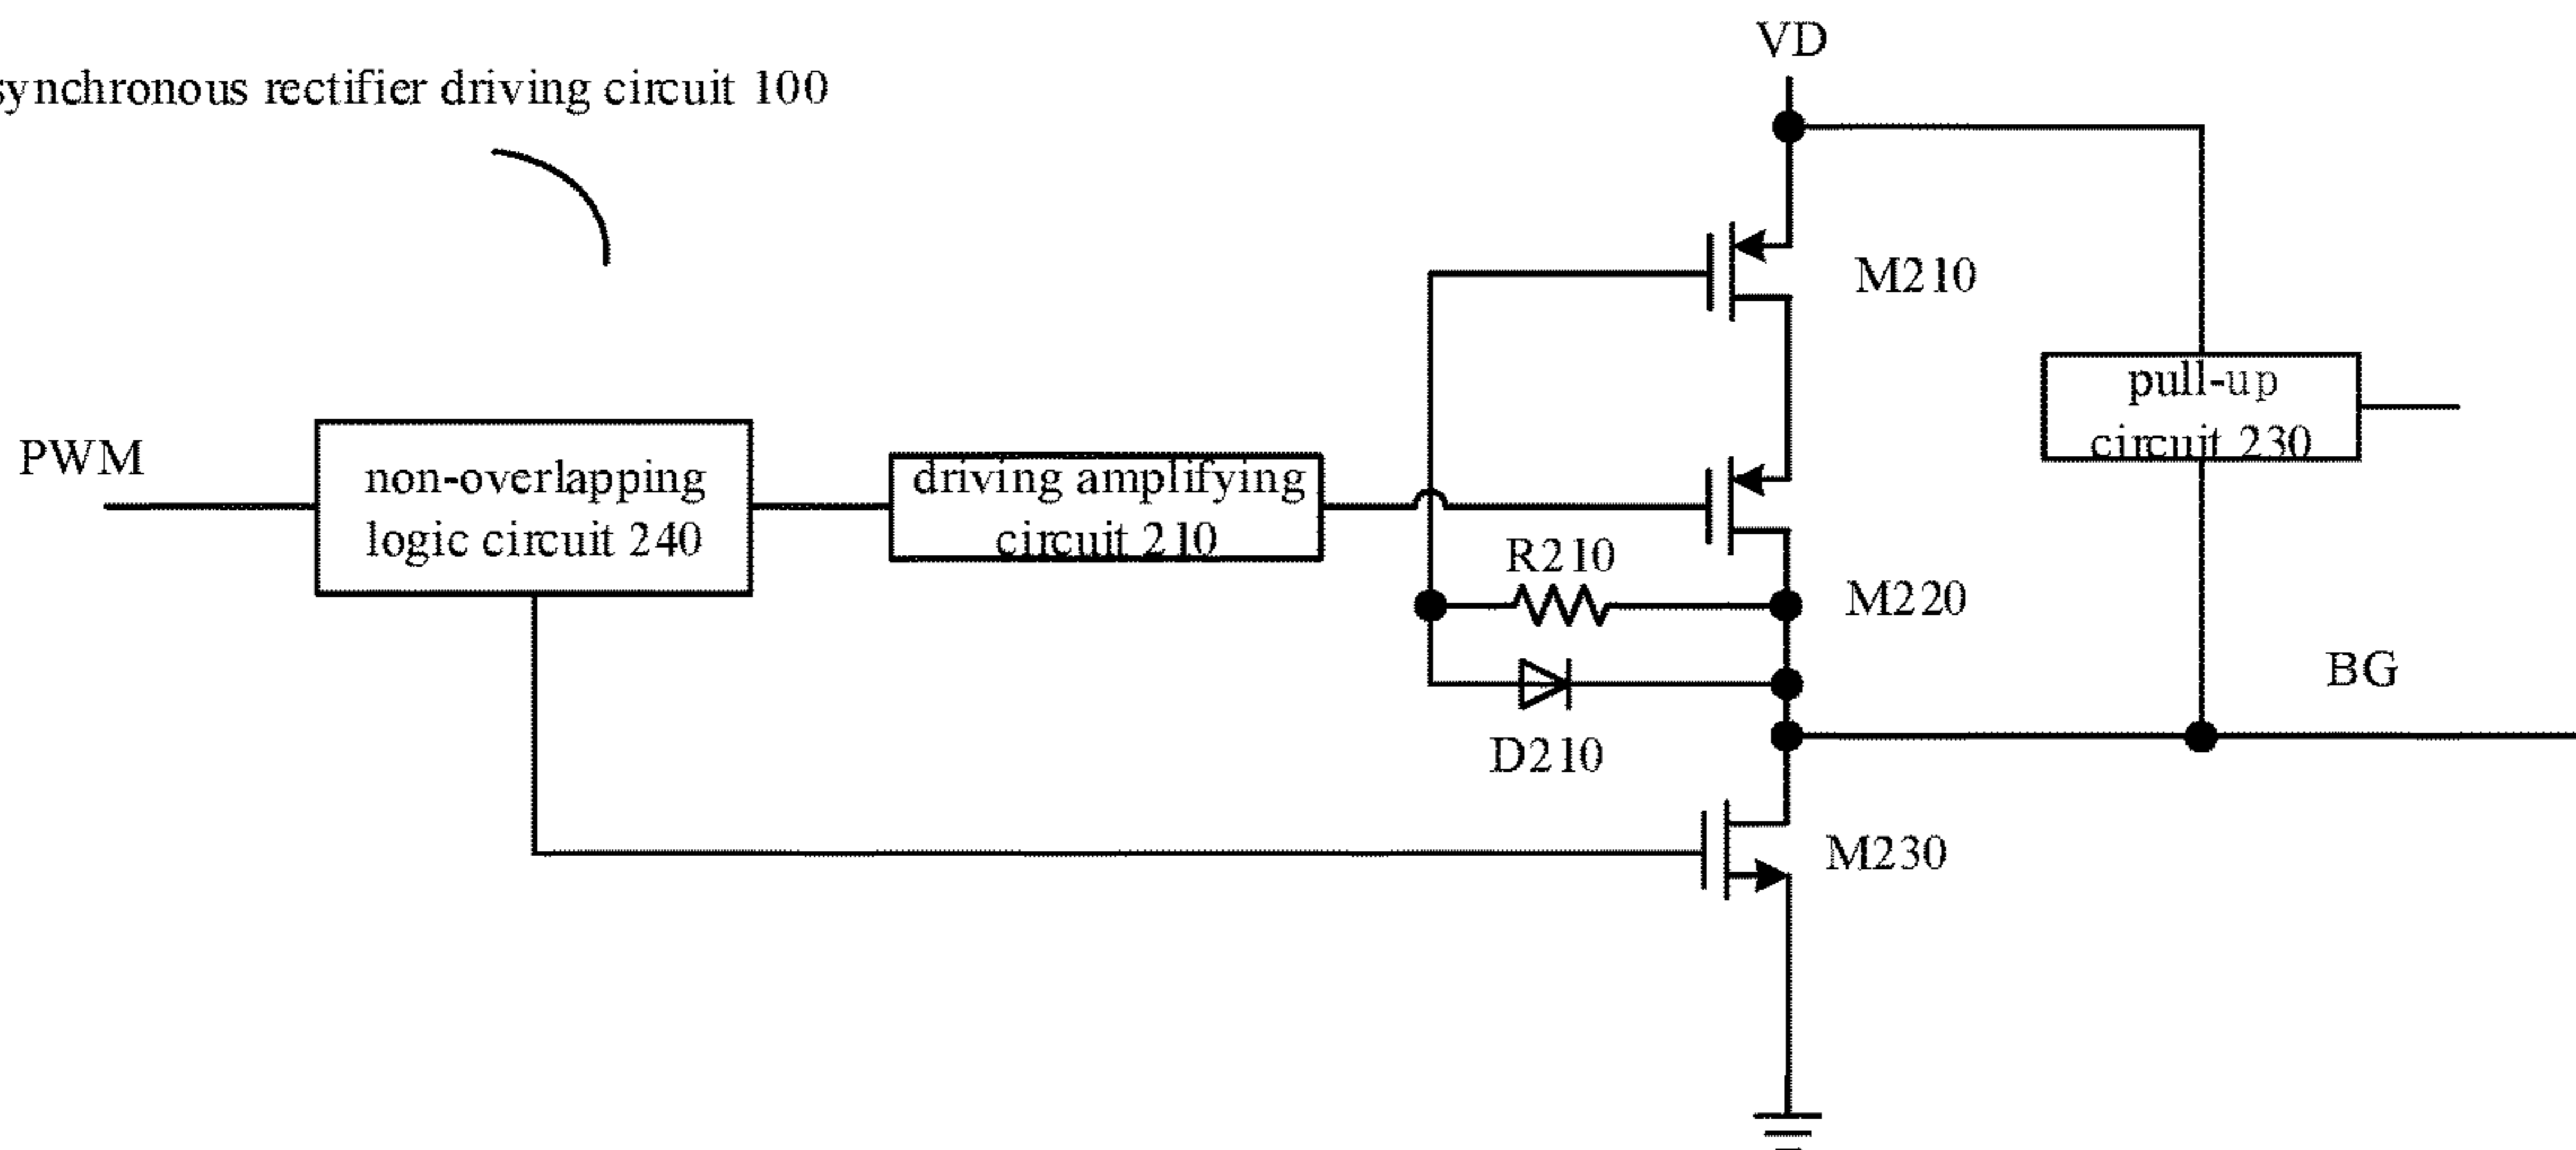 VD
synchronous rectifier driving circuit 100
M210
pull-up
circuit 230
PWM
non-overlapping
logic circuit 240
driving amplifying
circuit 210
R210
M220
BG
D210
M230